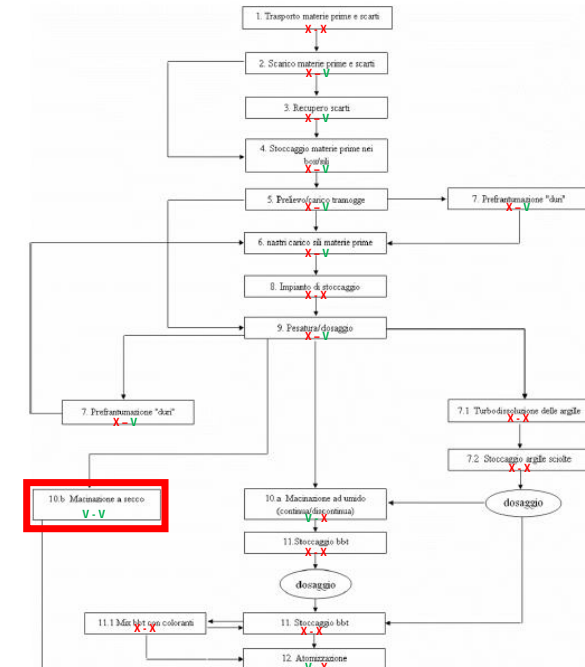 1. Trasporto materie prime e scarti
X - X
2. Scarico materie prime e scarti
X – V
3. Recupero scarti
X – V
4. Stoccaggio materie prime nei
box/sili
X – V
5. Prelievo/carico tramogge
X – V
7. Prefrantumazione "duri"
X – V
6. nastri carico sili materie prime
X – V
8. Impianto di stoccaggio
X - X
9. Pesatura/dosaggio
X – V
7. Prefrantumazione "duri"
X – V
7.1 Turbodissoluzione delle argille
X - X
7.2 Stoccaggio argille sciolte
X - X
10.b Macinazione a secco
V - V
10.a Macinazione ad umido
(continua/discontinua)
V - X
dosaggio
11.Stoccaggio bbt
X - X
dosaggio
11.1 Mix bbt con coloranti
X - X
11. Stoccaggio bbt
X - X
12. Atomizzazione
V - X